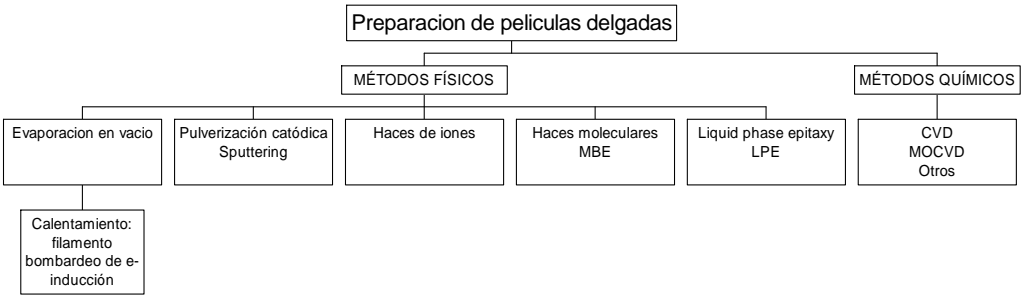 Preparacion de peliculas delgadas
MÉTODOS FÍSICOS
MÉTODOS QUÍMICOS
Evaporacion en vacio
Pulverización catódica
Sputtering
Haces de iones
Haces moleculares
MBE
Liquid phase epitaxy
LPE
CVD
MOCVD
Otros
Calentamiento:
filamento
bombardeo de e-
inducción